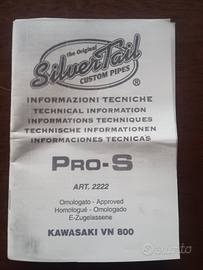 the Original
SilverTail
CUSTOM PIPES
®
INFORMAZIONI TECNICHE
TECHNICAL INFORMATION
INFORMATIONS TECHNIQUES
TECHNISCHE INFORMATIONEN
INFORMACIONES TECNICAS
PRO-S
ART. 2222
Omologato - Approved
Homologué - Omologado
E-Zugelassene
KAWASAKI VN 800
subito